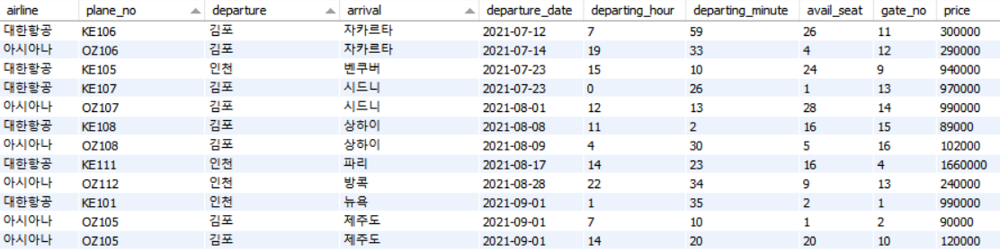 airline plane_no departure arrival departure_date departing_hour departing_minute avail_seat gate_no price
대한항공 KE106 김포 자카르타 2021-07-12 7 59 26 11 300000
아시아나 OZ106 김포 자카르타 2021-07-14 19 33 4 12 290000
대한항공 KE105 인천 벤쿠버 2021-07-23 15 10 24 9 940000
대한항공 KE107 김포 시드니 2021-07-23 0 26 1 13 970000
아시아나 OZ107 김포 시드니 2021-08-01 12 13 28 14 990000
대한항공 KE108 김포 상하이 2021-08-08 11 2 16 15 89000
아시아나 OZ108 김포 상하이 2021-08-09 4 30 5 16 102000
대한항공 KE111 인천 파리 2021-08-17 14 23 16 4 1660000
아시아나 OZ112 인천 방콕 2021-08-28 22 34 9 13 240000
대한항공 KE101 인천 뉴욕 2021-09-01 1 35 2 1 990000
아시아나 OZ105 김포 제주도 2021-09-01 7 10 1 2 90000
아시아나 OZ105 김포 제주도 2021-09-01 14 20 20 10 120000